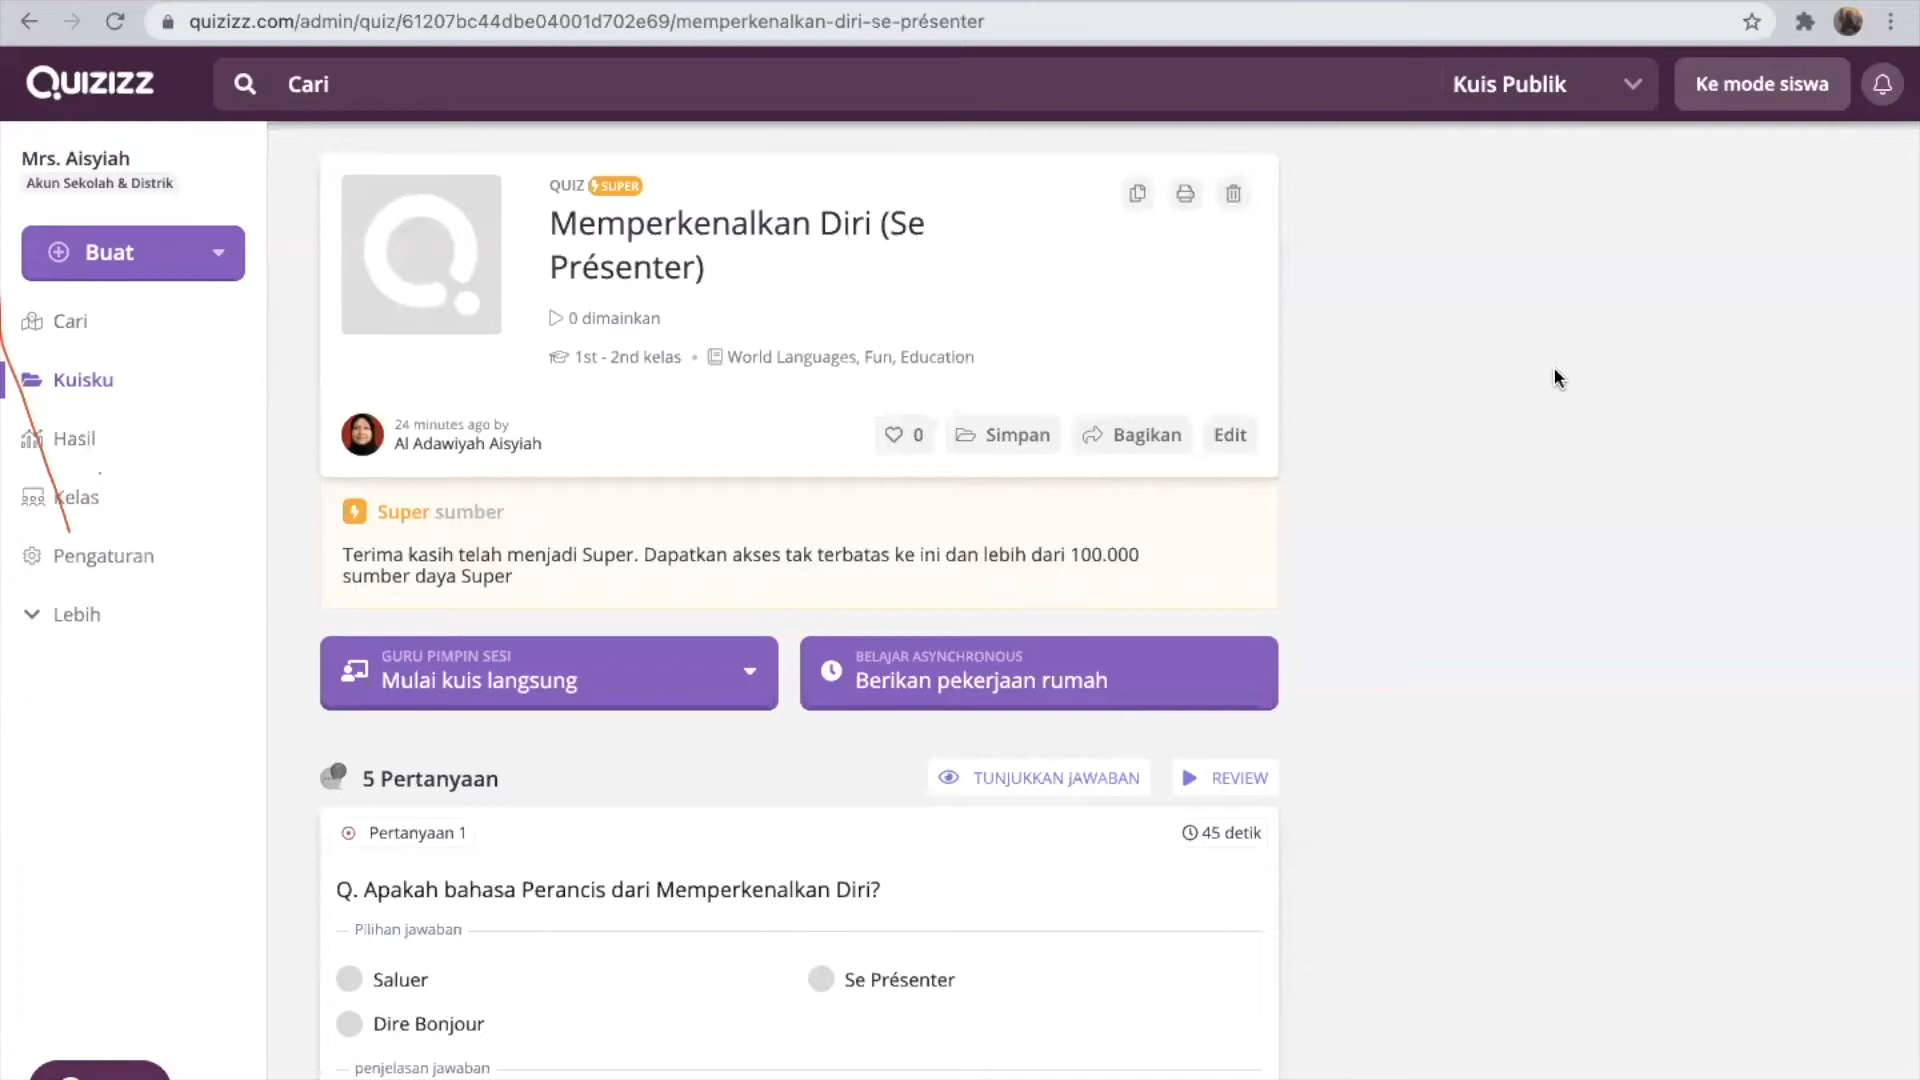 quizizz.com/admin/quiz/61207bc44dbe04001d702e69/memperkenalkan-diri-se-présenter
QUIZIZZ
Cari
Kuis Publik
Ke mode siswa
Mrs. Aisyiah
Akun Sekolah & Distrik
Buat
Cari
Kuisku
Hasil
Kelas
Pengaturan
Lebih
QUIZ SUPER
Memperkenalkan Diri (Se
Présenter)
0 dimainkan
1st - 2nd kelas • World Languages, Fun, Education
24 minutes ago by
Al Adawiyah Aisyiah
0
Simpan
Bagikan
Edit
Super sumber
Terima kasih telah menjadi Super. Dapatkan akses tak terbatas ke ini dan lebih dari 100.000
sumber daya Super
GURU PIMPIN SESI
Mulai kuis langsung
BELAJAR ASYNCHRONOUS
Berikan pekerjaan rumah
5 Pertanyaan
TUNJUKKAN JAWABAN
REVIEW
Pertanyaan 1
45 detik
Q. Apakah bahasa Perancis dari Memperkenalkan Diri?
Pilihan jawaban
Saluer
Se Présenter
Dire Bonjour
penjelasan jawaban